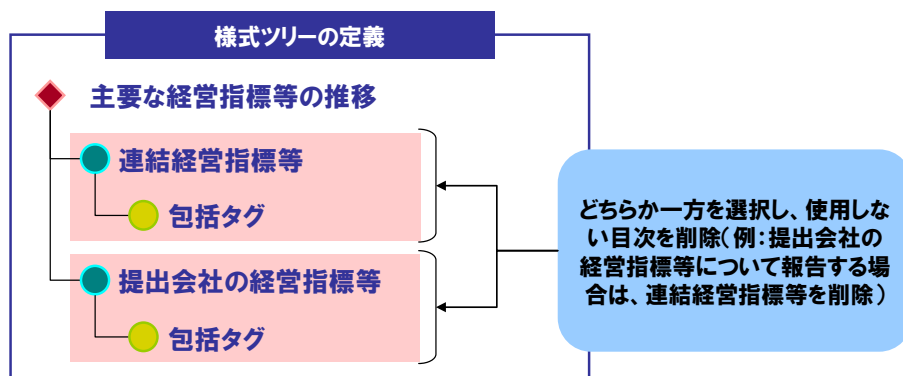 様式ツリーの定義
主要な経営指標等の推移
連結経営指標等
包括タグ
提出会社の経営指標等
包括タグ
どちらか一方を選択し、使用しな
い目次を削除(例:提出会社の
経営指標等について報告する場
合は、連結経営指標等を削除)